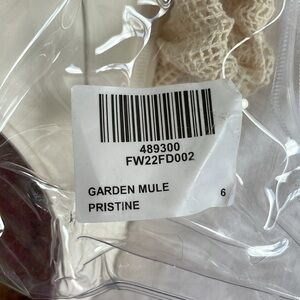 489300
FW22FD002
GARDEN MULE 6
PRISTINE